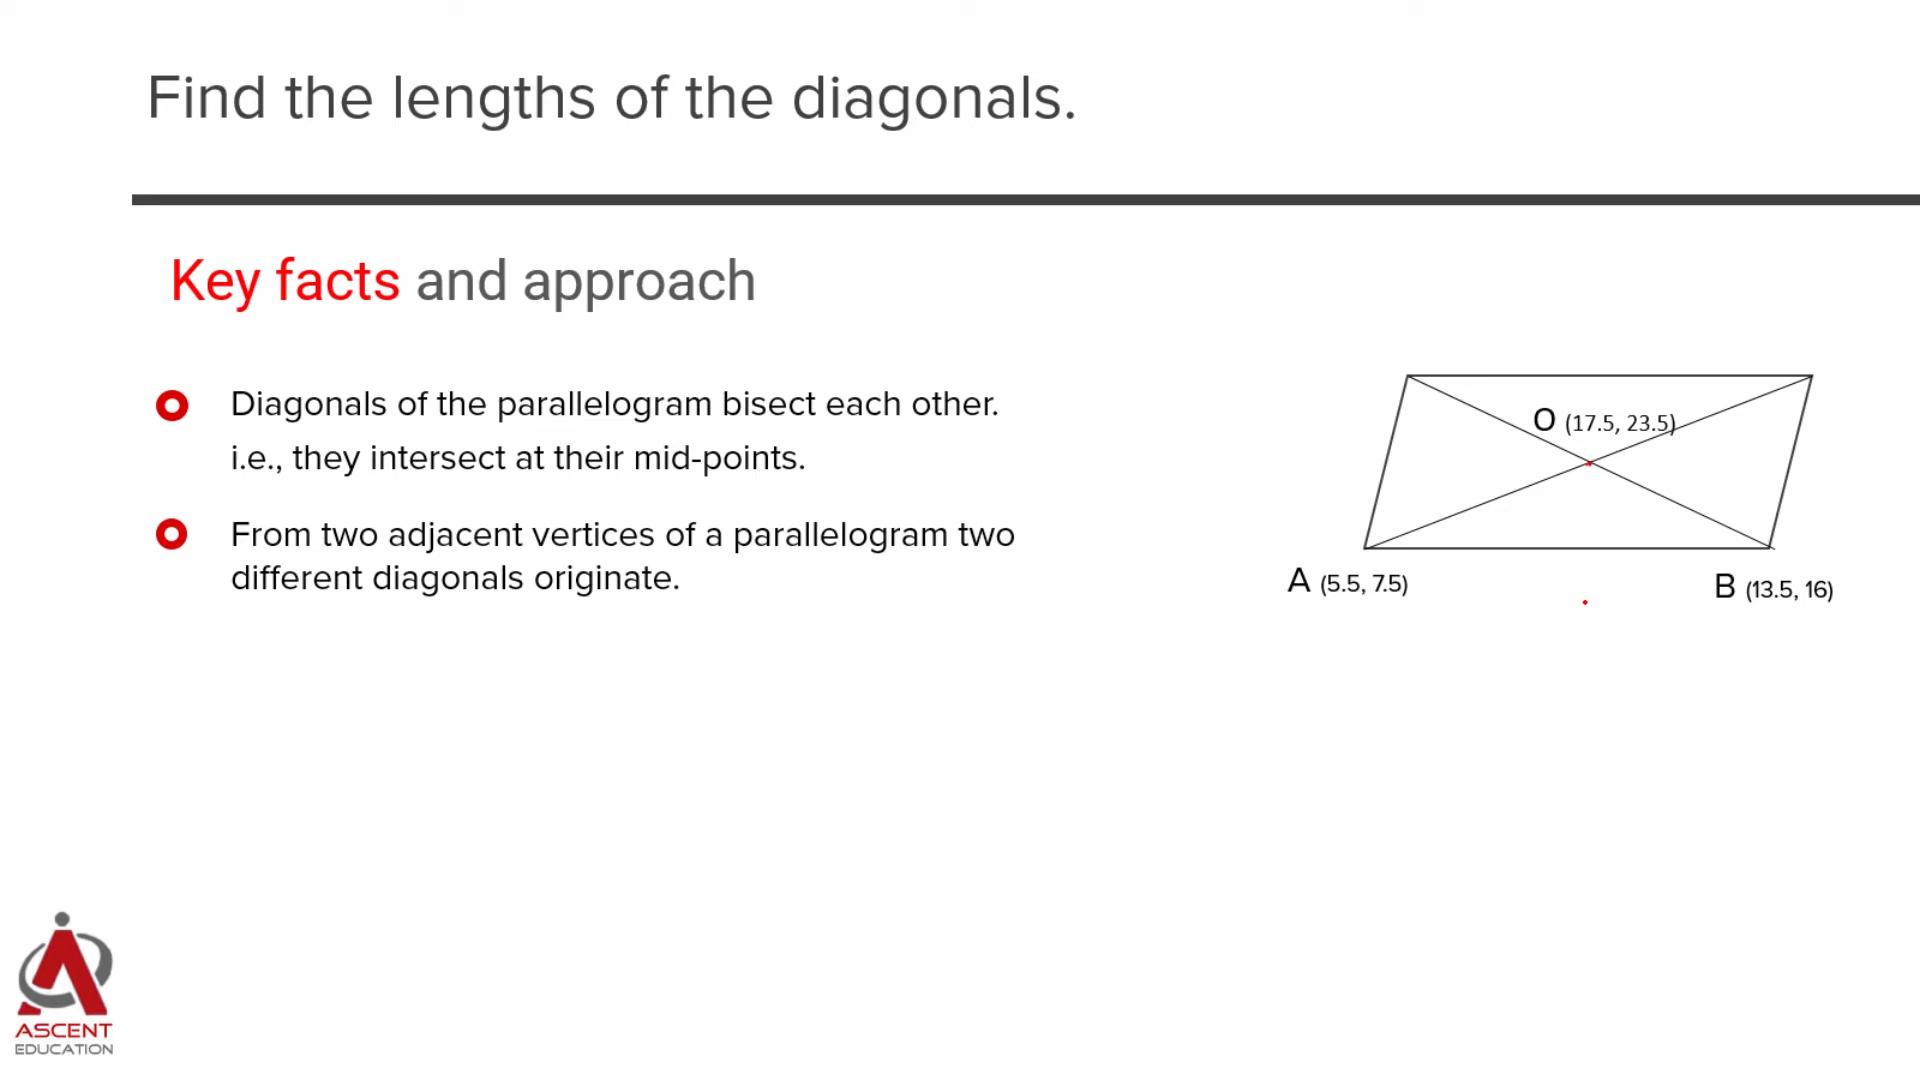 Find the lengths of the diagonals.
Key facts and approach
Diagonals of the parallelogram bisect each other.
i.e., they intersect at their mid-points.
From two adjacent vertices of a parallelogram two
different diagonals originate.
O (17.5, 23.5)
A (5.5, 7.5)
B (13.5, 16)
ASCENT
EDUCATION